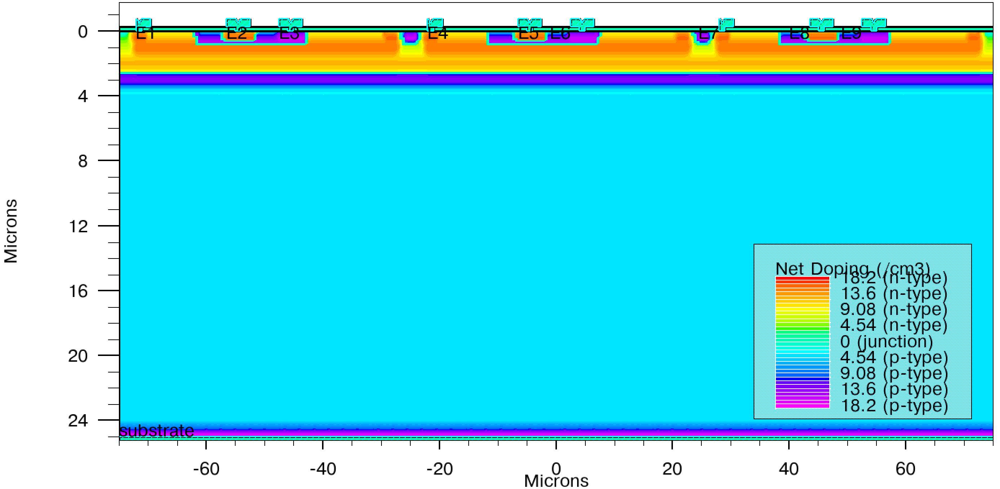 0
E1
E2
E3
E4
E5
E6
E7
E8
E9
4
8
12
16
20
24
Microns
Net Doping (/cm3)
18.2 (n-type)
13.6 (n-type)
9.08 (n-type)
4.54 (n-type)
0 (junction)
4.54 (p-type)
9.08 (p-type)
13.6 (p-type)
18.2 (p-type)
substrate
-60 -40 -20 0 20 40 60
Microns